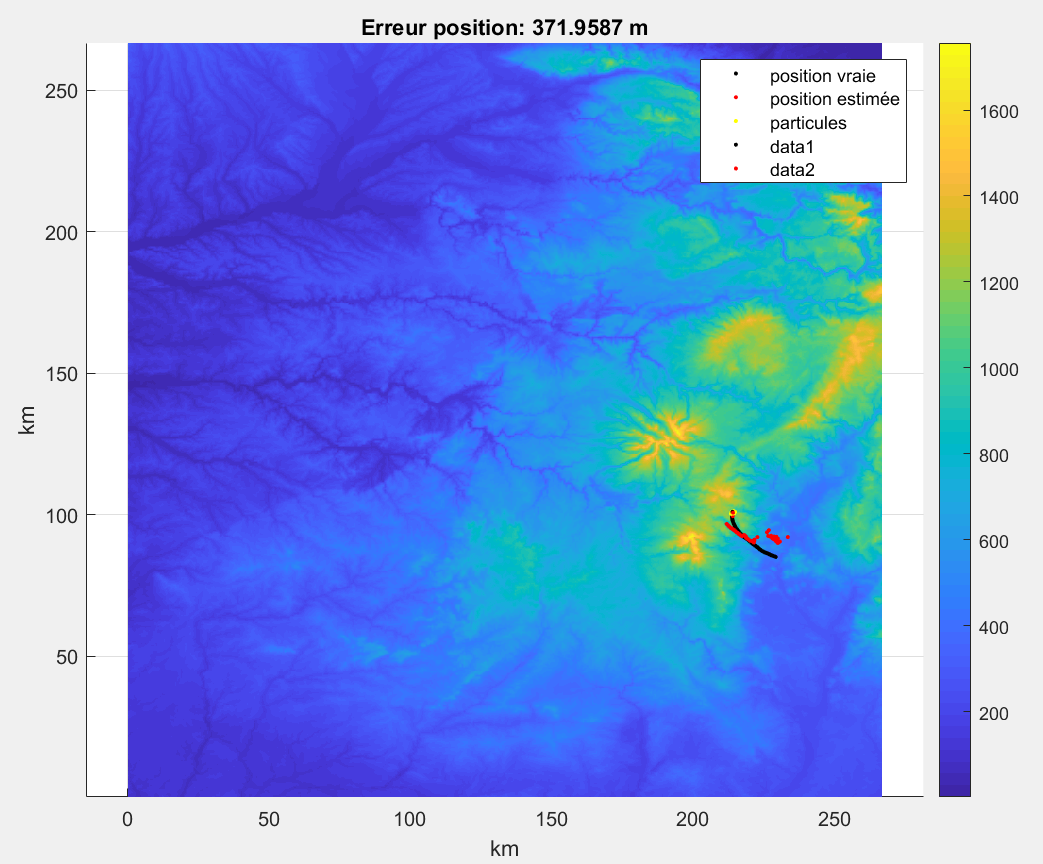 Erreur position: 371.9587 m
position vraie
position estimée
particules
data1
data2
250
200
150
100
50
km
0
50
100
150
200
250
km
1600
1400
1200
1000
800
600
400
200